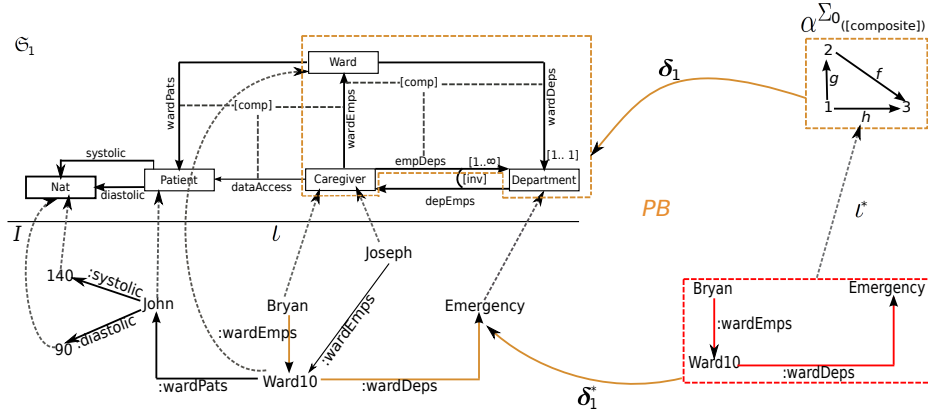 𝔖₁
Ward
wardPats
[comp]
wardEmps
[comp]
wardDeps
systolic
Nat
diastolic
Patient
dataAccess
Caregiver
empDeps
[1..∞]
[inv]
depEmps
[1.. 1]
Department
δ₁
α^Σ₀([composite])
2
g
f
1
h
3
PB
ι*
I
ι
140
:systolic
John
90
:diastolic
Bryan
Joseph
Emergency
:wardEmps
:wardEmps
:wardPats
Ward10
:wardDeps
δ₁*
Bryan
Emergency
:wardEmps
Ward10
:wardDeps